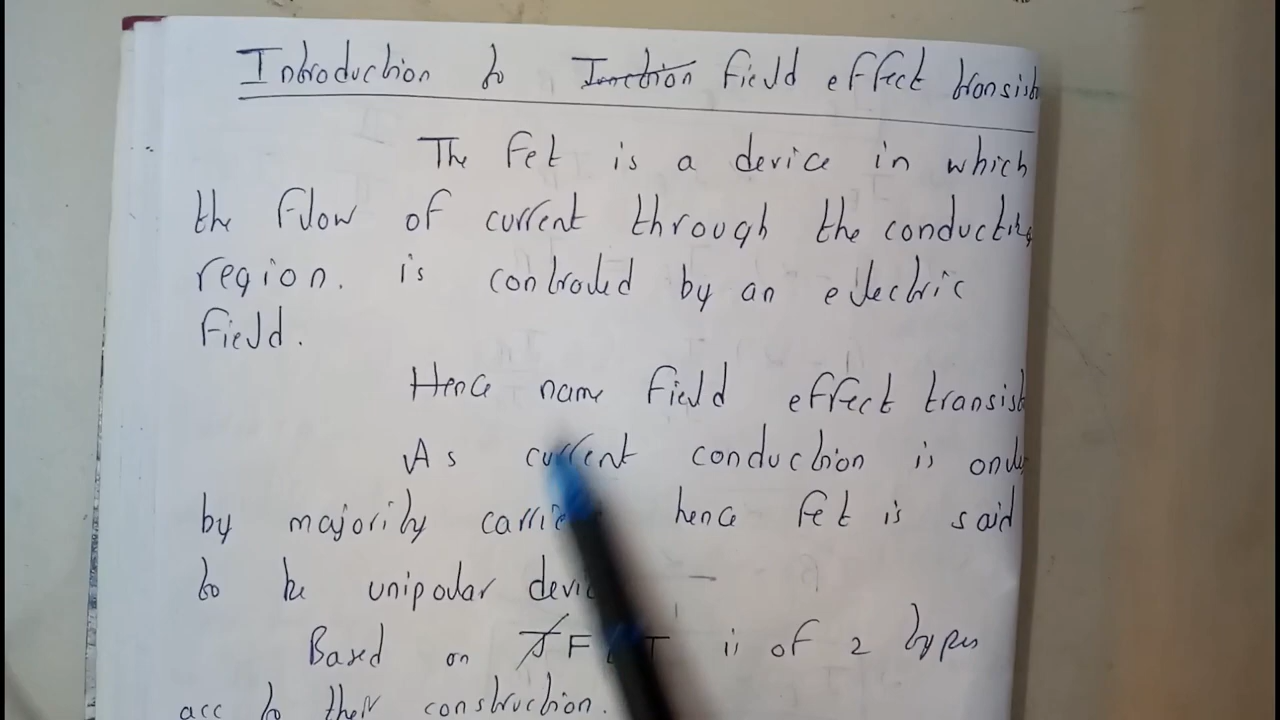 Introduction to Junction Field effect transist
The Fet is a device in which
the flow of current through the conducting
region. is controled by an electric
Field.
Hence name Field effect transist
As current conduction is only
by majority carrie hence Fet is said
to be unipolar devic
Based on JFET is of 2 types
acc to their construction.